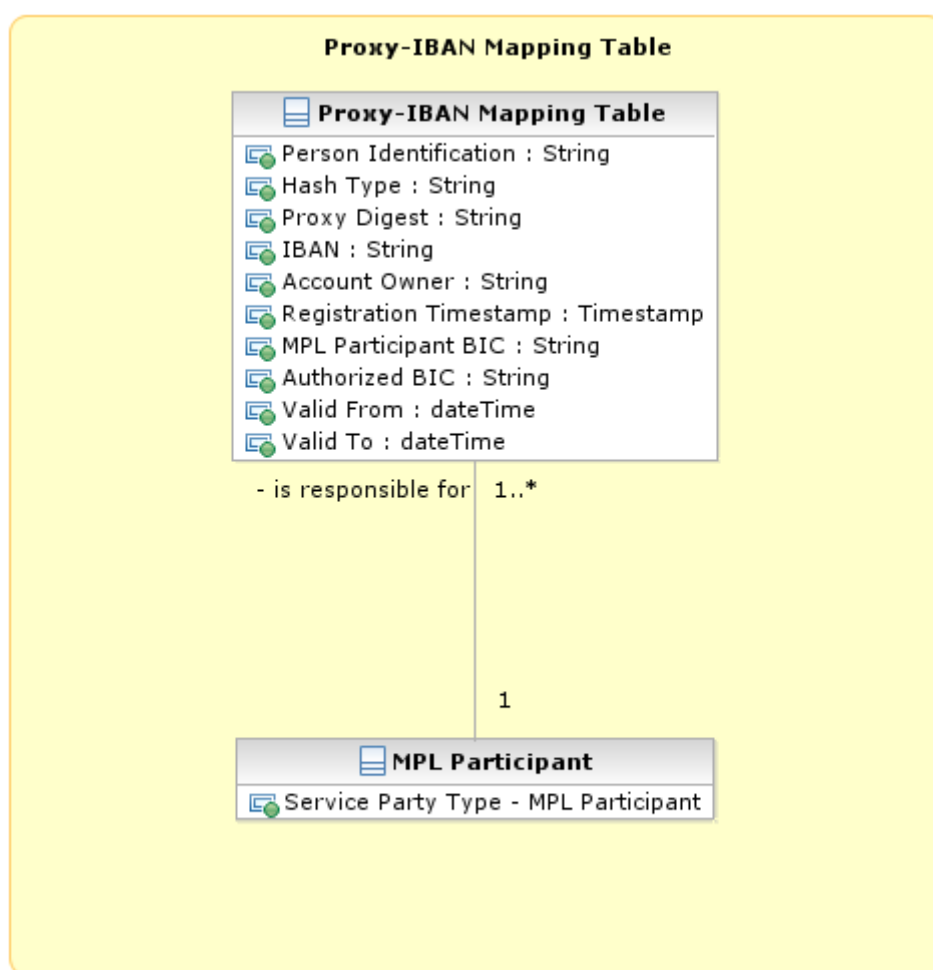 Proxy-IBAN Mapping Table
Proxy-IBAN Mapping Table
Person Identification : String
Hash Type : String
Proxy Digest : String
IBAN : String
Account Owner : String
Registration Timestamp : Timestamp
MPL Participant BIC : String
Authorized BIC : String
Valid From : dateTime
Valid To : dateTime
- is responsible for 1..*
1
MPL Participant
Service Party Type - MPL Participant